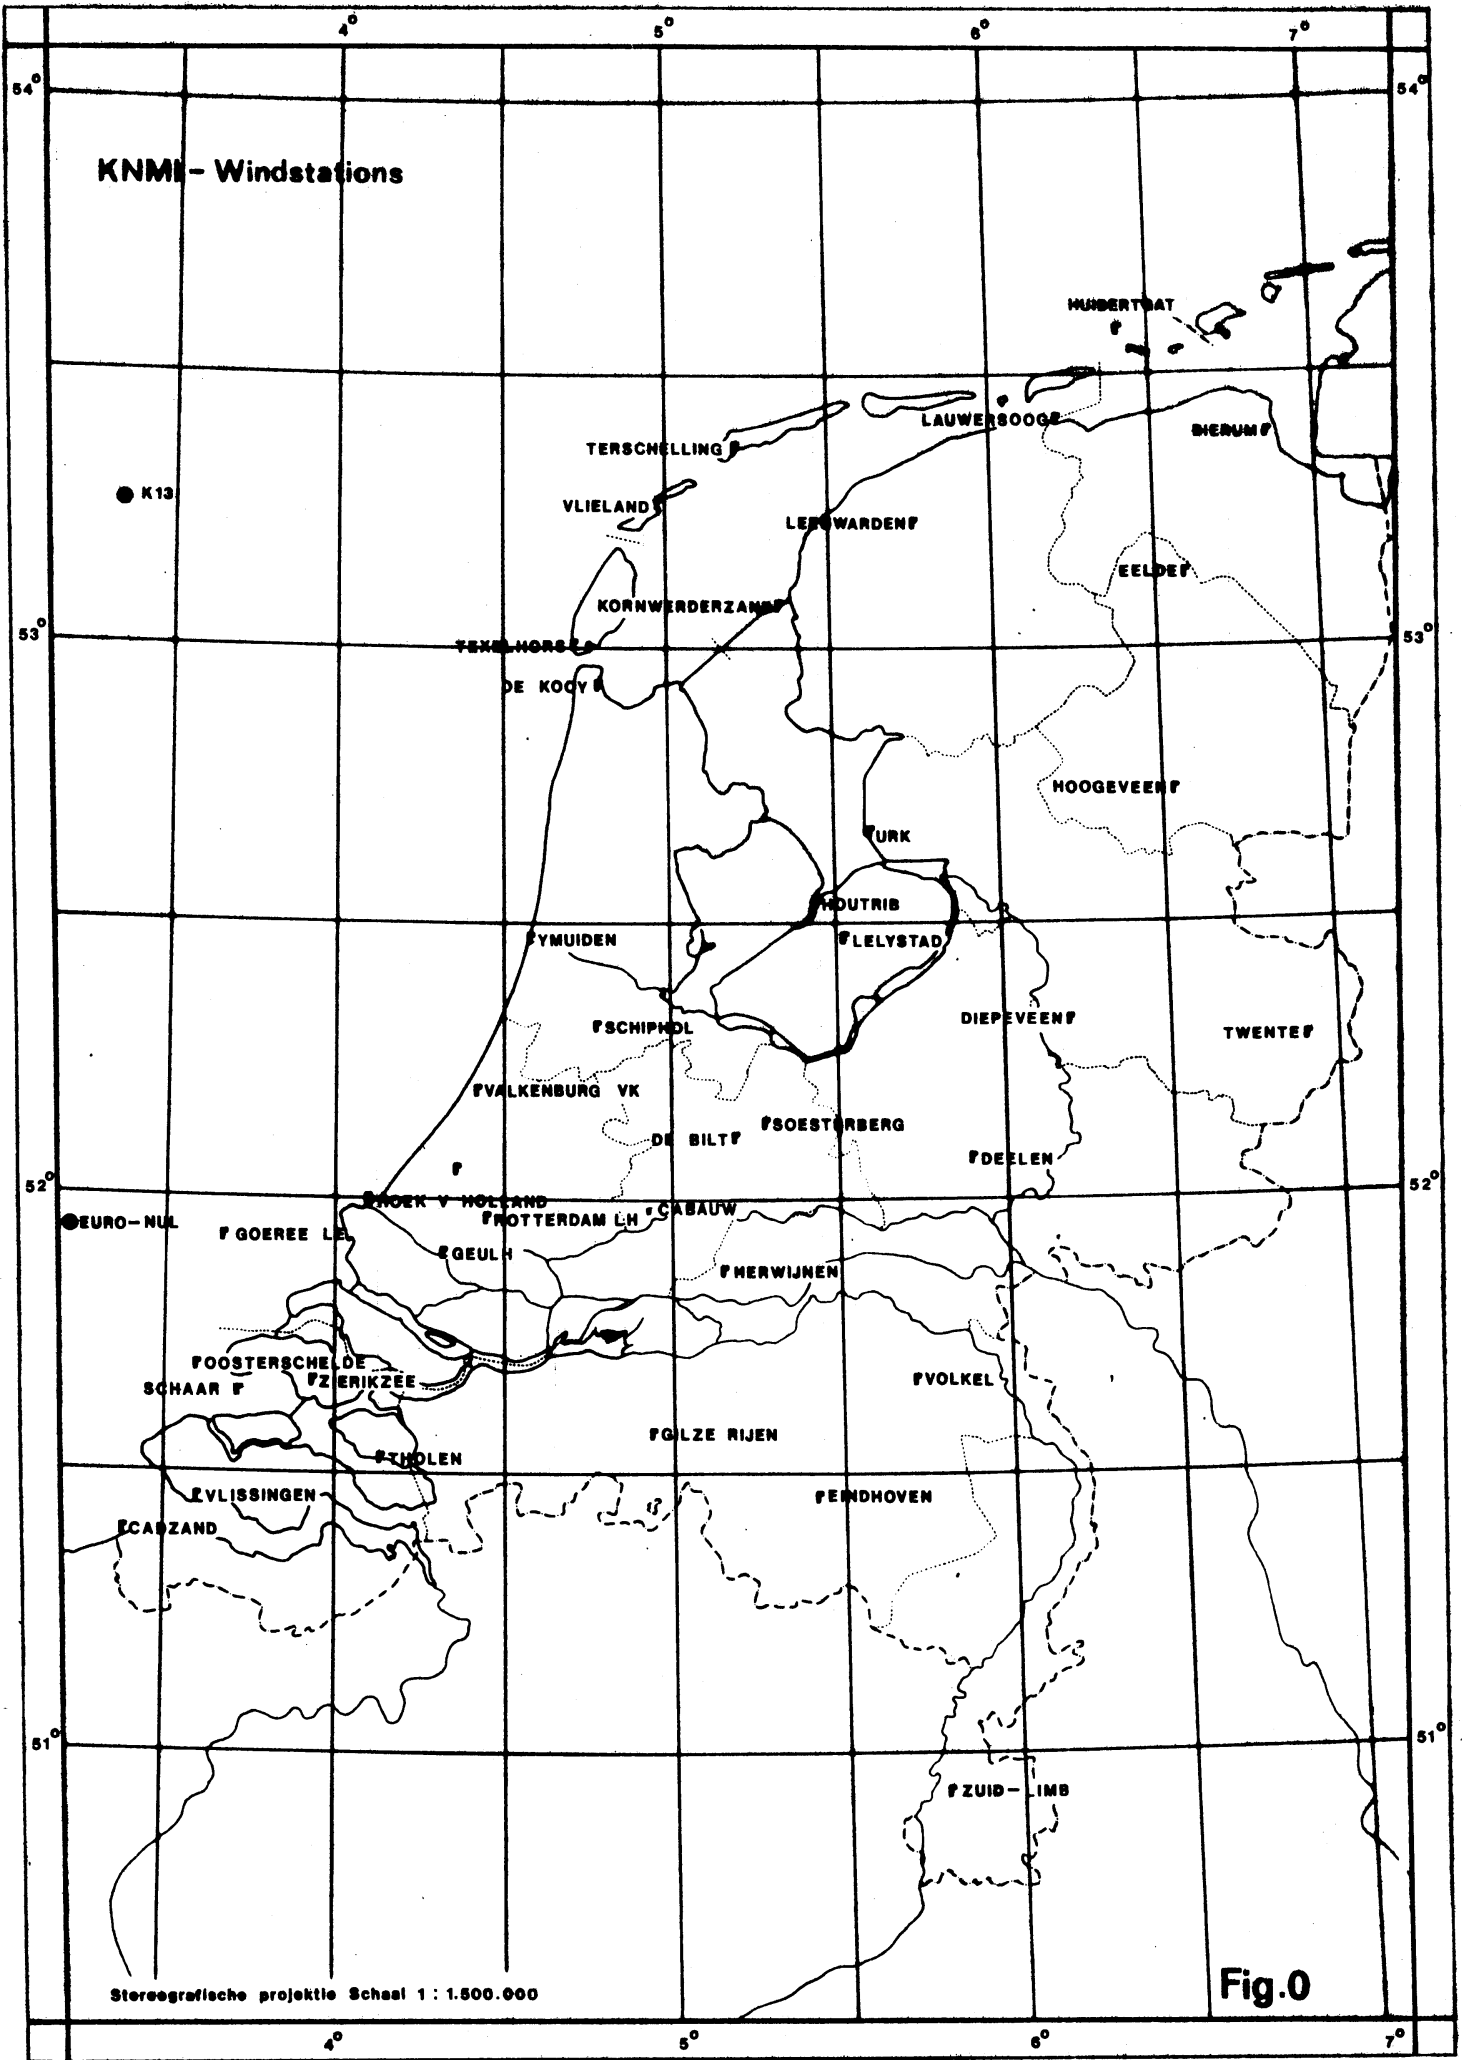 4° 5° 6° 7°
54° 54°
KNMI - Windstations
HUIBERTGAT
LAUWERSOOG
BIERUM
TERSCHELLING
K13
VLIELAND
LEEUWARDEN
EELDE
KORNWERDERZAND
53° 53°
TEXELHORS
DE KOOY
HOOGEVEEN
URK
HOUTRIB
YMUIDEN
LELYSTAD
SCHIPHOL
DIEPEVEEN
TWENTE
VALKENBURG VK
SOESTERBERG
DE BILT
DEELEN
52° 52°
HOEK V HOLLAND
CABAUW
EURO-NUL
ROTTERDAM LH
GOEREE LE
GEULH
HERWIJNEN
OOSTERSCHELDE
ZIERIKZEE
SCHAAR
VOLKEL
GILZE RIJEN
THOLEN
VLISSINGEN
EINDHOVEN
CADZAND
51° 51°
ZUID-LIMB
Stereografische projektie Schaal 1 : 1.500.000
Fig.0
4° 5° 6° 7°